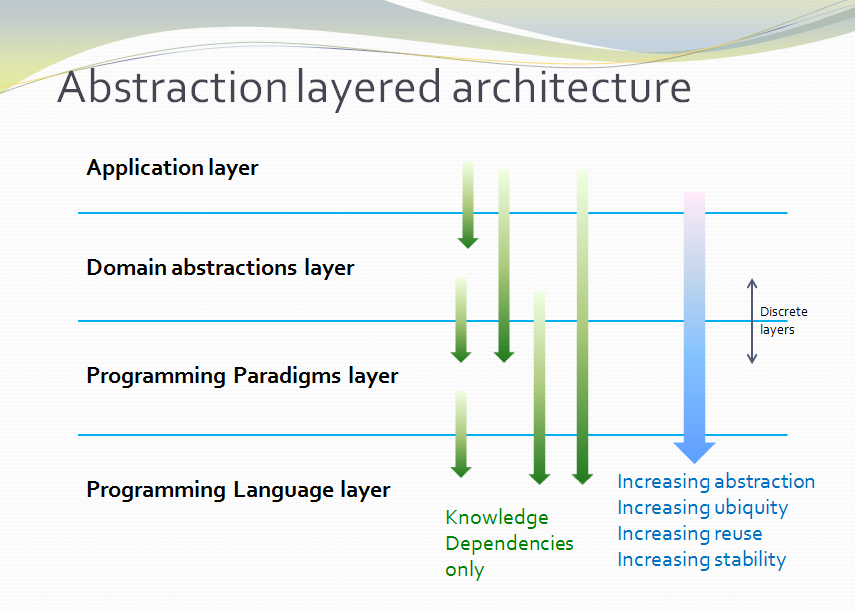 Abstraction layered architecture
Application layer
Domain abstractions layer
Discrete
layers
Programming Paradigms layer
Programming Language layer
Knowledge
Dependencies
only
Increasing abstraction
Increasing ubiquity
Increasing reuse
Increasing stability